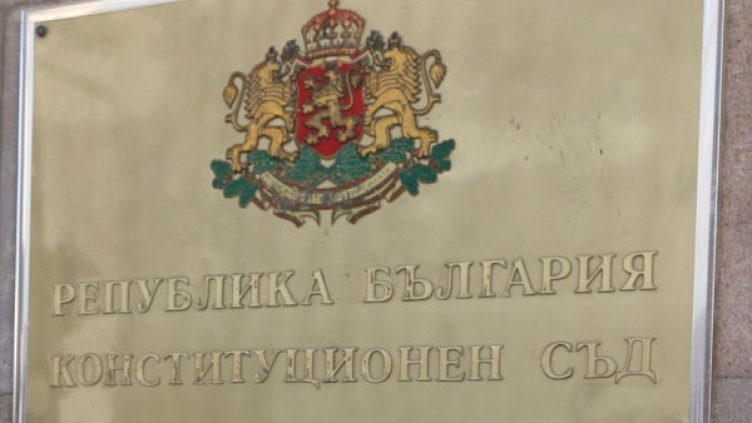 РЕПУБЛИКА БЪЛГАРИЯ
КОНСТИТУЦИОНЕН СЪД